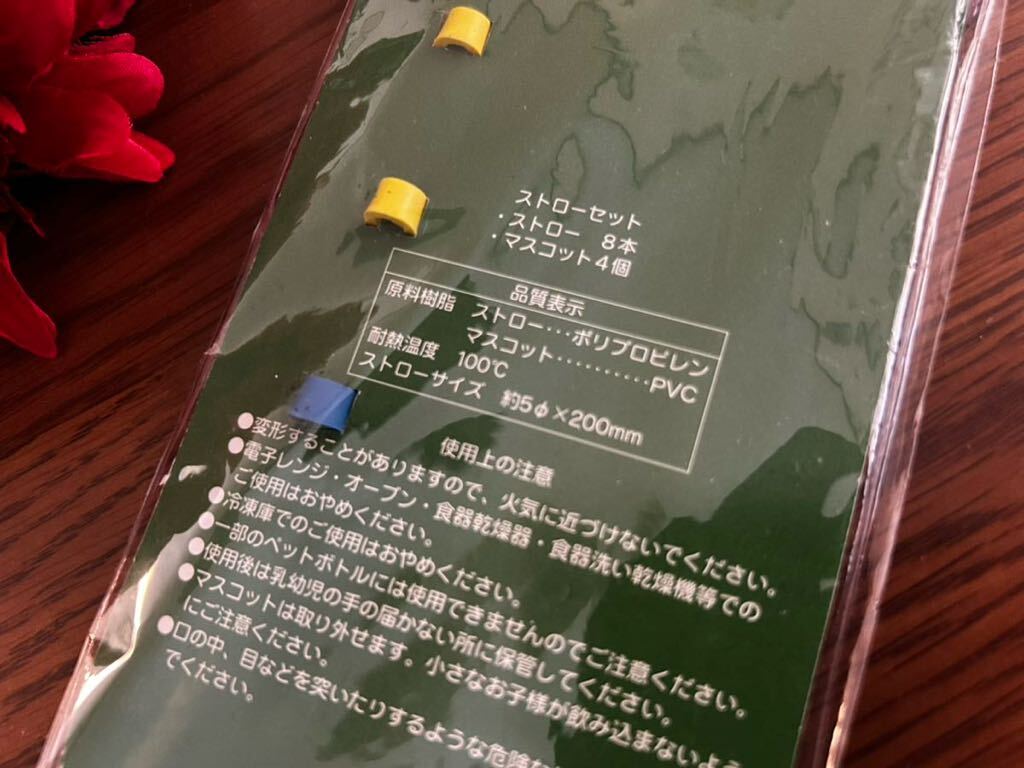 ストローセット
・ストロー 8本
・マスコット4個
品質表示
原料樹脂 ストロー…ポリプロピレン
マスコット…………PVC
耐熱温度 100℃
ストローサイズ 約5φ×200mm
使用上の注意
●変形することがありますので、火気に近づけないでください。
●電子レンジ・オーブン・食器乾燥器・食器洗い乾燥機等での
ご使用はおやめください。
●冷凍庫でのご使用はおやめください。
●一部のペットボトルには使用できませんのでご注意ください。
●使用後は乳幼児の手の届かない所に保管してください。
●マスコットは取り外せます。小さなお子様が飲み込まないよう
にご注意ください。
●口の中、目などを突いたりするような危険な
でください。